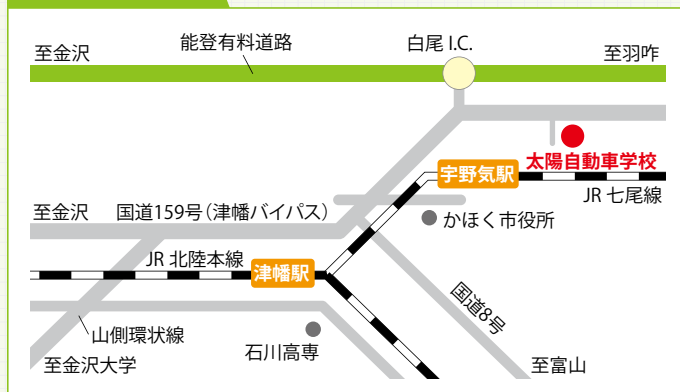 至金沢
能登有料道路
白尾 I.C.
至羽咋
太陽自動車学校
宇野気駅
JR 七尾線
至金沢
国道159号(津幡バイパス)
かほく市役所
JR 北陸本線
津幡駅
国道8号
山側環状線
石川高専
至金沢大学
至富山